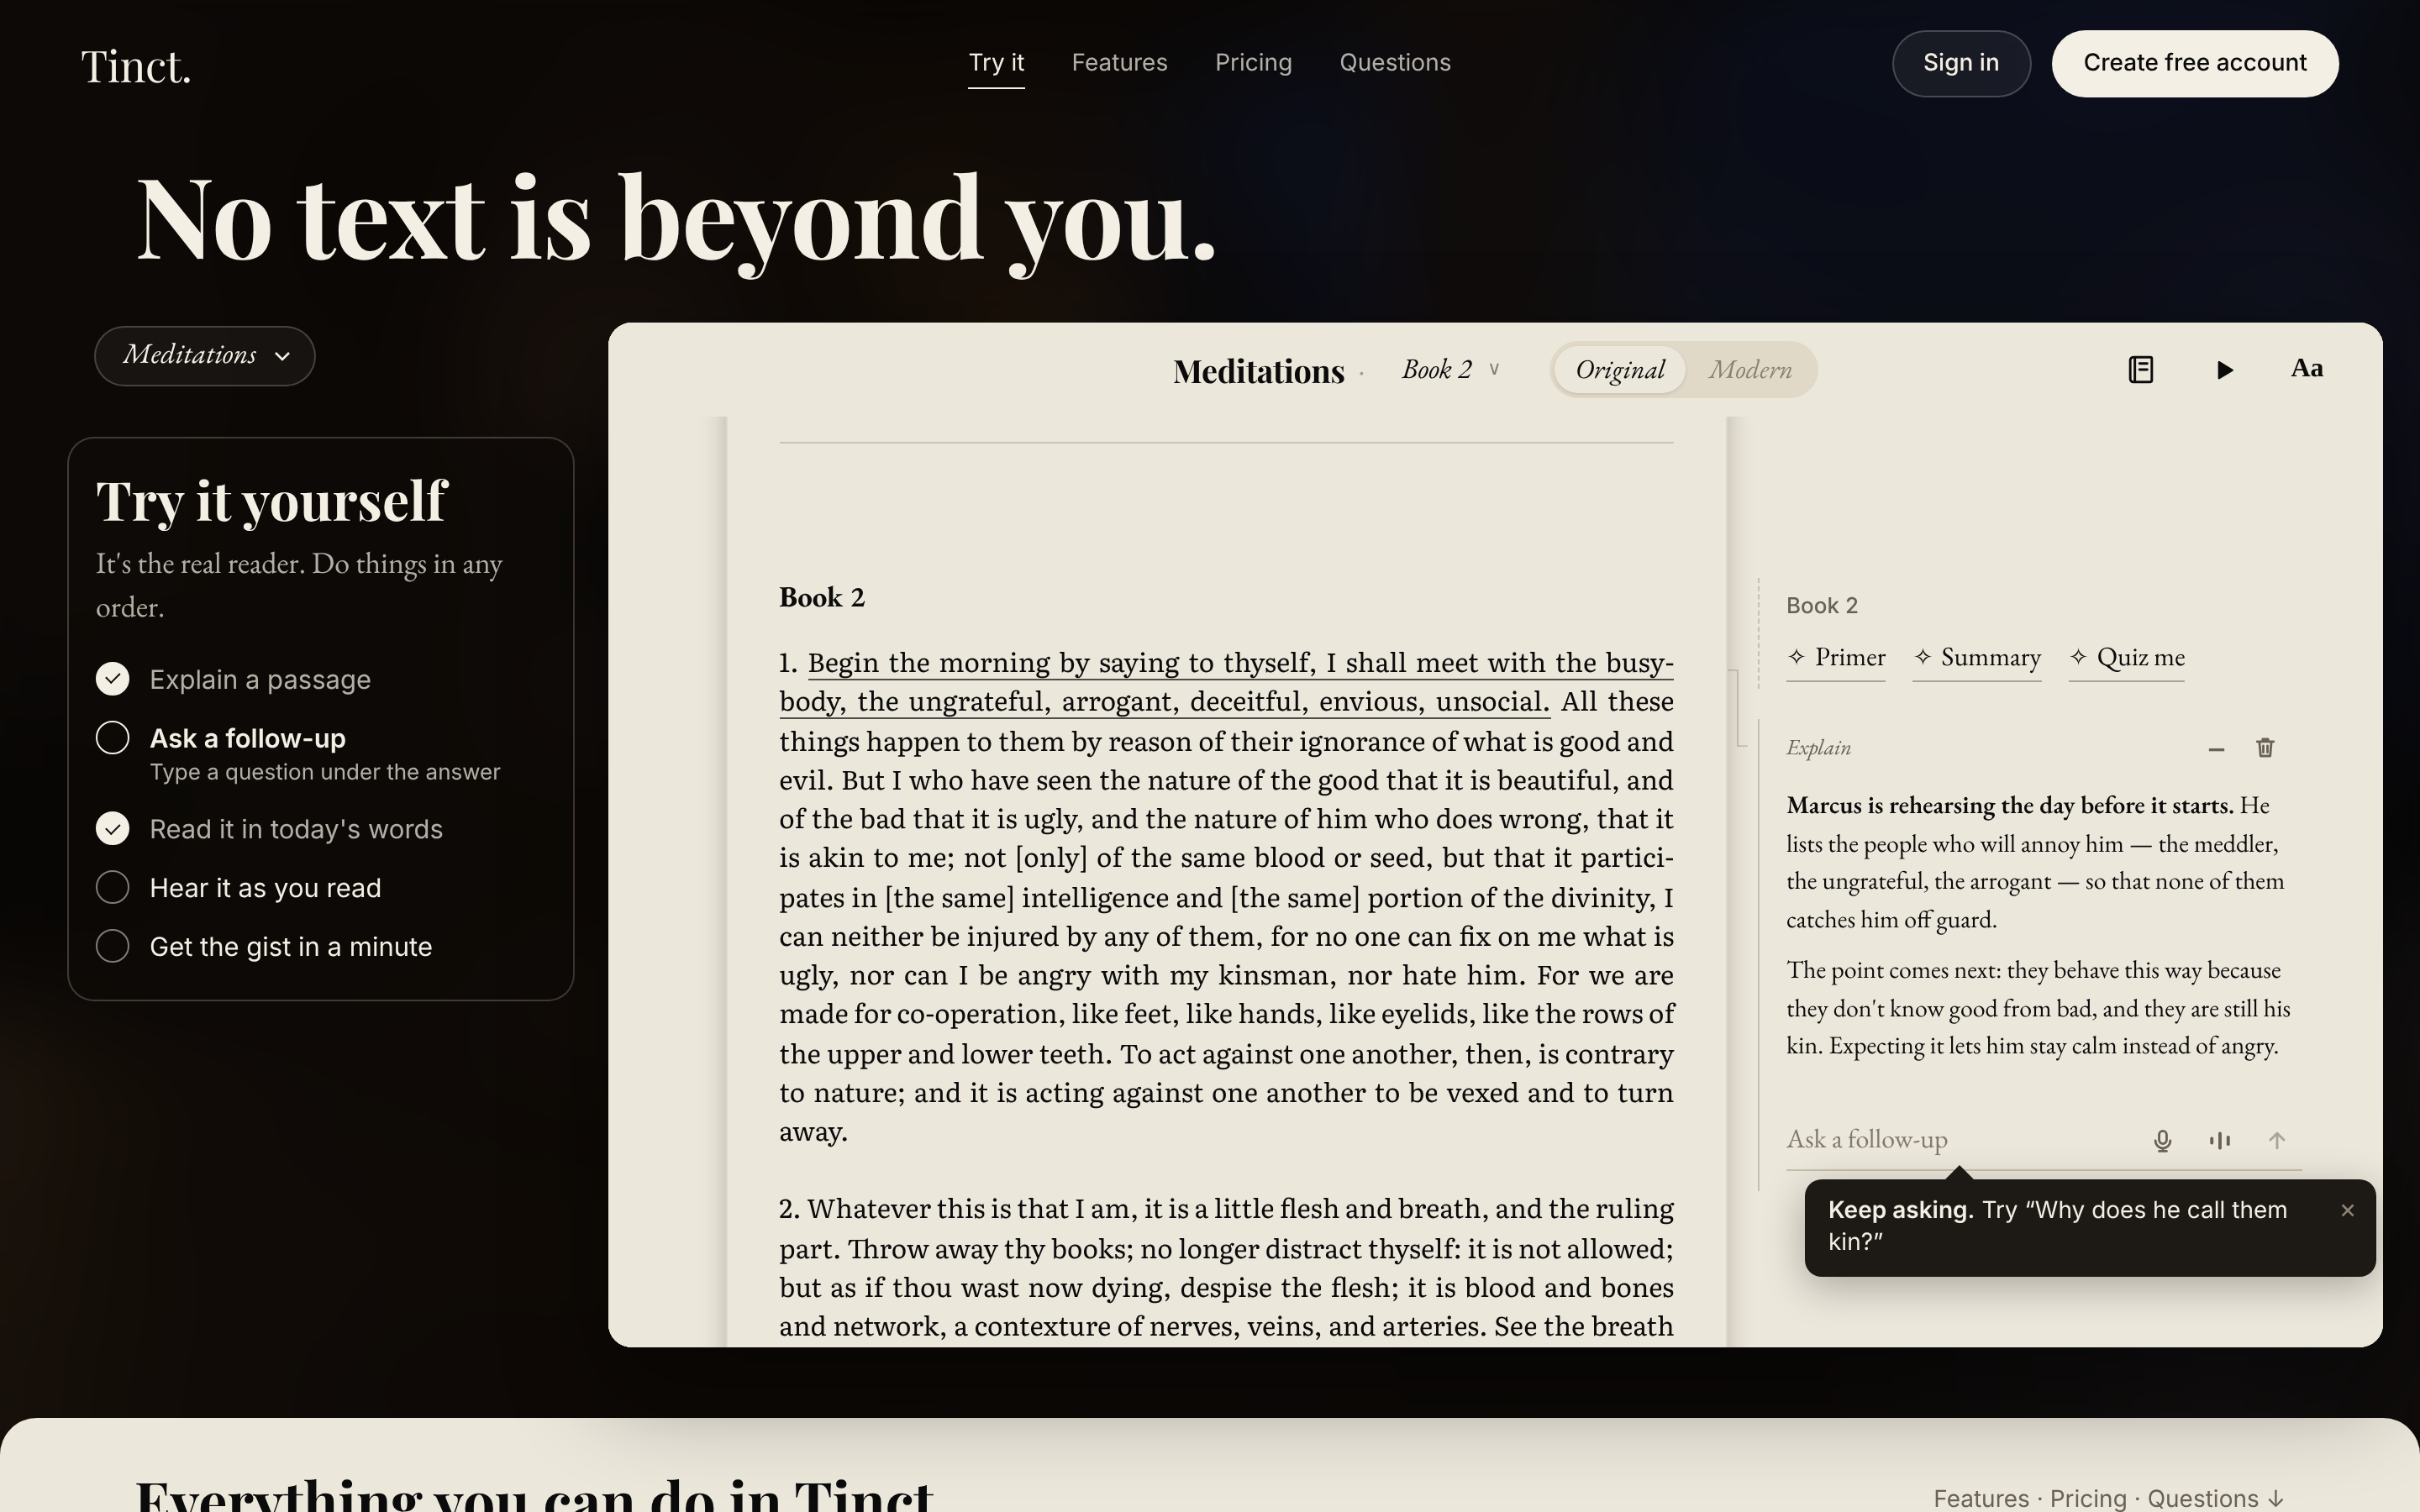 Tinct.
Try it
Features
Pricing
Questions
Sign in
Create free account
No text is beyond you.
Meditations
Try it yourself
It's the real reader. Do things in any
order.
Explain a passage
Ask a follow-up
Type a question under the answer
Read it in today's words
Hear it as you read
Get the gist in a minute
Meditations ·
Book 2
Original
Modern
Aa
Book 2
1. Begin the morning by saying to thyself, I shall meet with the busy-
body, the ungrateful, arrogant, deceitful, envious, unsocial. All these
things happen to them by reason of their ignorance of what is good and
evil. But I who have seen the nature of the good that it is beautiful, and
of the bad that it is ugly, and the nature of him who does wrong, that it
is akin to me; not [only] of the same blood or seed, but that it partici-
pates in [the same] intelligence and [the same] portion of the divinity, I
can neither be injured by any of them, for no one can fix on me what is
ugly, nor can I be angry with my kinsman, nor hate him. For we are
made for co-operation, like feet, like hands, like eyelids, like the rows of
the upper and lower teeth. To act against one another, then, is contrary
to nature; and it is acting against one another to be vexed and to turn
away.
2. Whatever this is that I am, it is a little flesh and breath, and the ruling
part. Throw away thy books; no longer distract thyself: it is not allowed;
but as if thou wast now dying, despise the flesh; it is blood and bones
and network, a contexture of nerves, veins, and arteries. See the breath
Book 2
Primer
Summary
Quiz me
Explain
Marcus is rehearsing the day before it starts. He
lists the people who will annoy him — the meddler,
the ungrateful, the arrogant — so that none of them
catches him off guard.
The point comes next: they behave this way because
they don't know good from bad, and they are still his
kin. Expecting it lets him stay calm instead of angry.
Ask a follow-up
Keep asking. Try “Why does he call them
kin?”
Everything you can do in Tinct
Features · Pricing · Questions ↓